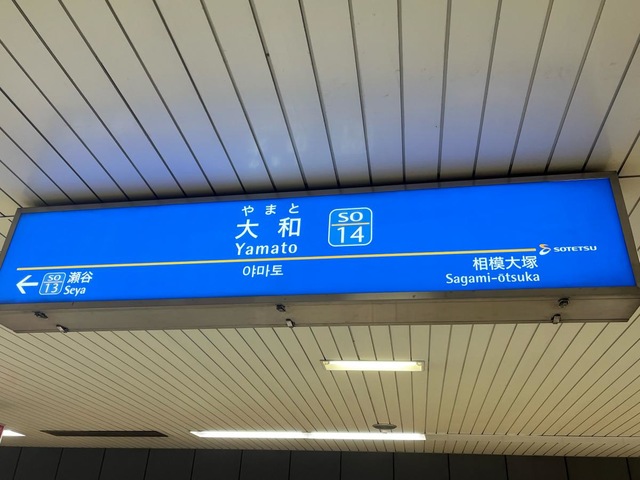 やまと
大和
SO
14
Yamato
야마토
SOTETSU
← SO
13
瀬谷
Seya
相模大塚
Sagami-ōtsuka